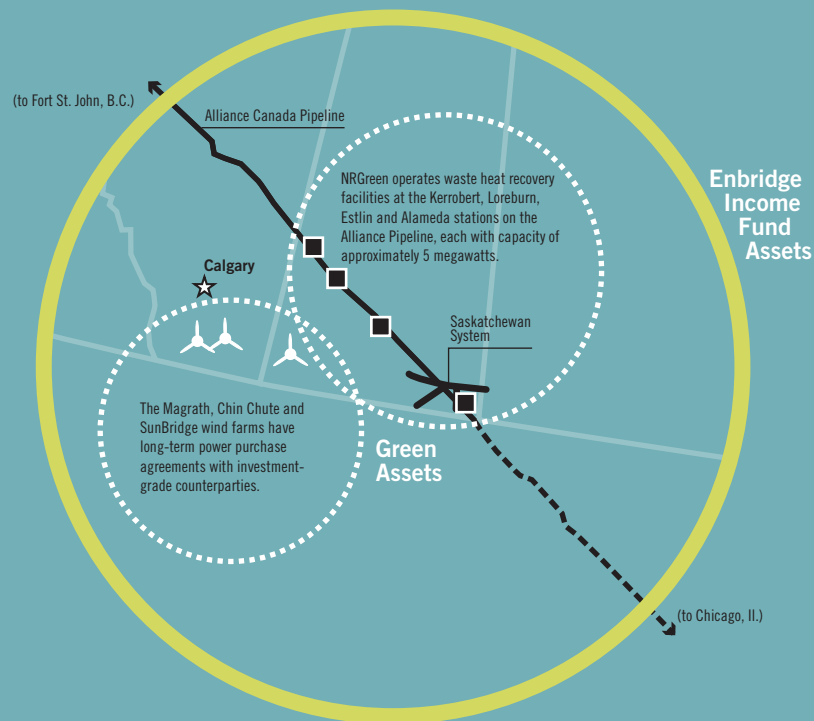 (to Fort St. John, B.C.)
Alliance Canada Pipeline
NRGreen operates waste heat recovery
facilities at the Kerrobert, Loreburn,
Estlin and Alameda stations on the
Alliance Pipeline, each with capacity of
approximately 5 megawatts.
Enbridge
Income
Fund
Assets
Calgary
Saskatchewan
System
The Magrath, Chin Chute and
SunBridge wind farms have
long-term power purchase
agreements with investment-
grade counterparties.
Green
Assets
(to Chicago, Il.)